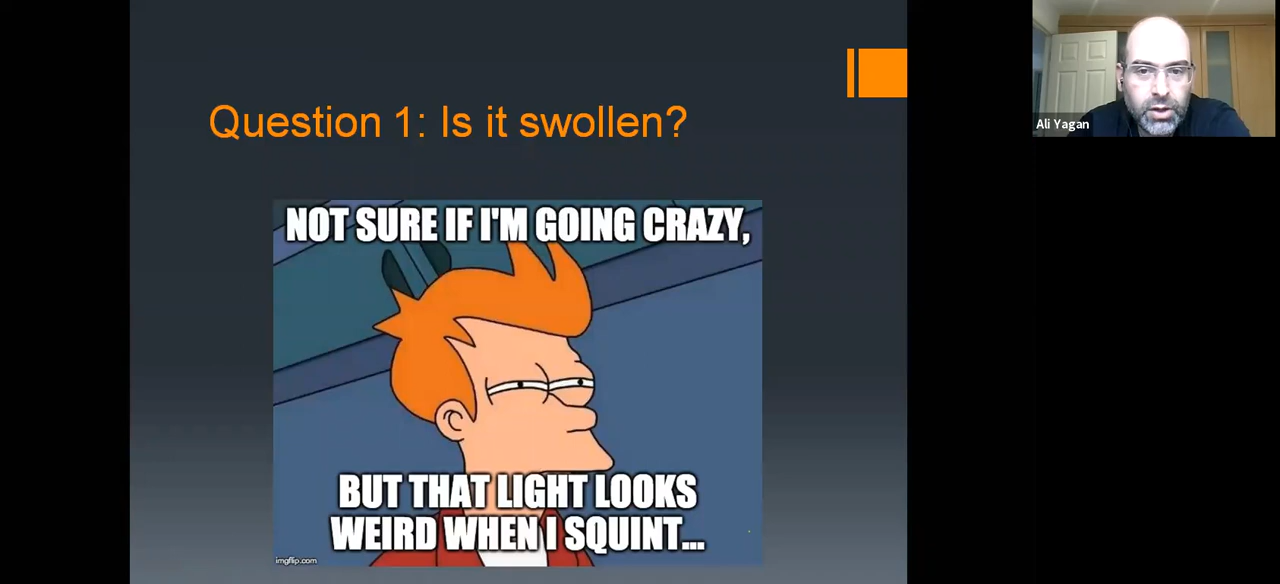 Question 1: Is it swollen?
NOT SURE IF I'M GOING CRAZY,
BUT THAT LIGHT LOOKS
WEIRD WHEN I SQUINT...
imgflip.com
Ali Yagan